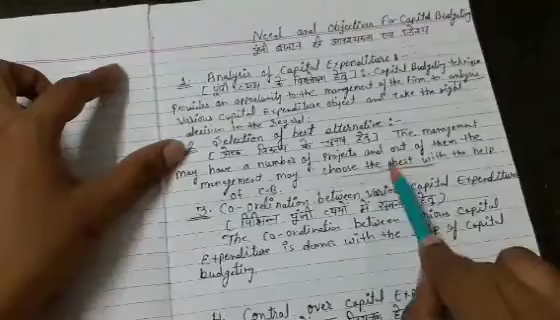 Need and Objectives For Capital Budgeting
पूंजी बजटन की आवश्यकता एवं उद्देश्य
1. Analysis of Capital Expenditure :-
[पूंजी व्यय के विश्लेषण हेतु] :- Capital Budgeting technique
Provides an opportunity to the management of the Firm to analyses
various Capital Expenditure object and take the right
decision in the regard.
2 Selection of best alternative :-
[श्रेष्ठ विकल्प के चुनाव हेतु] The management
may have a number of Projects and out of them the
management may choose the best with the help
of C.B.
3. Co-Ordination between various Capital Expenditure
[विभिन्न पूंजी व्ययों में हेतु]
The Co-ordination between various Capital
Expenditure is done with the help of Capital
budgeting
4. Control over Capital